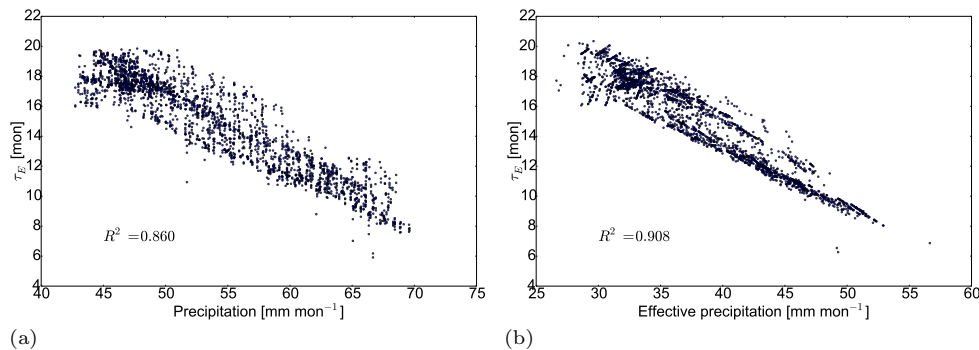 22
20
18
16
14
12
10
8
6
4
τ_E [mon]
R² =0.860
40 45 50 55 60 65 70 75
Precipitation [mm mon⁻¹]
(a)
22
20
18
16
14
12
10
8
6
4
τ_E [mon]
R² =0.908
25 30 35 40 45 50 55 60
Effective precipitation [mm mon⁻¹]
(b)